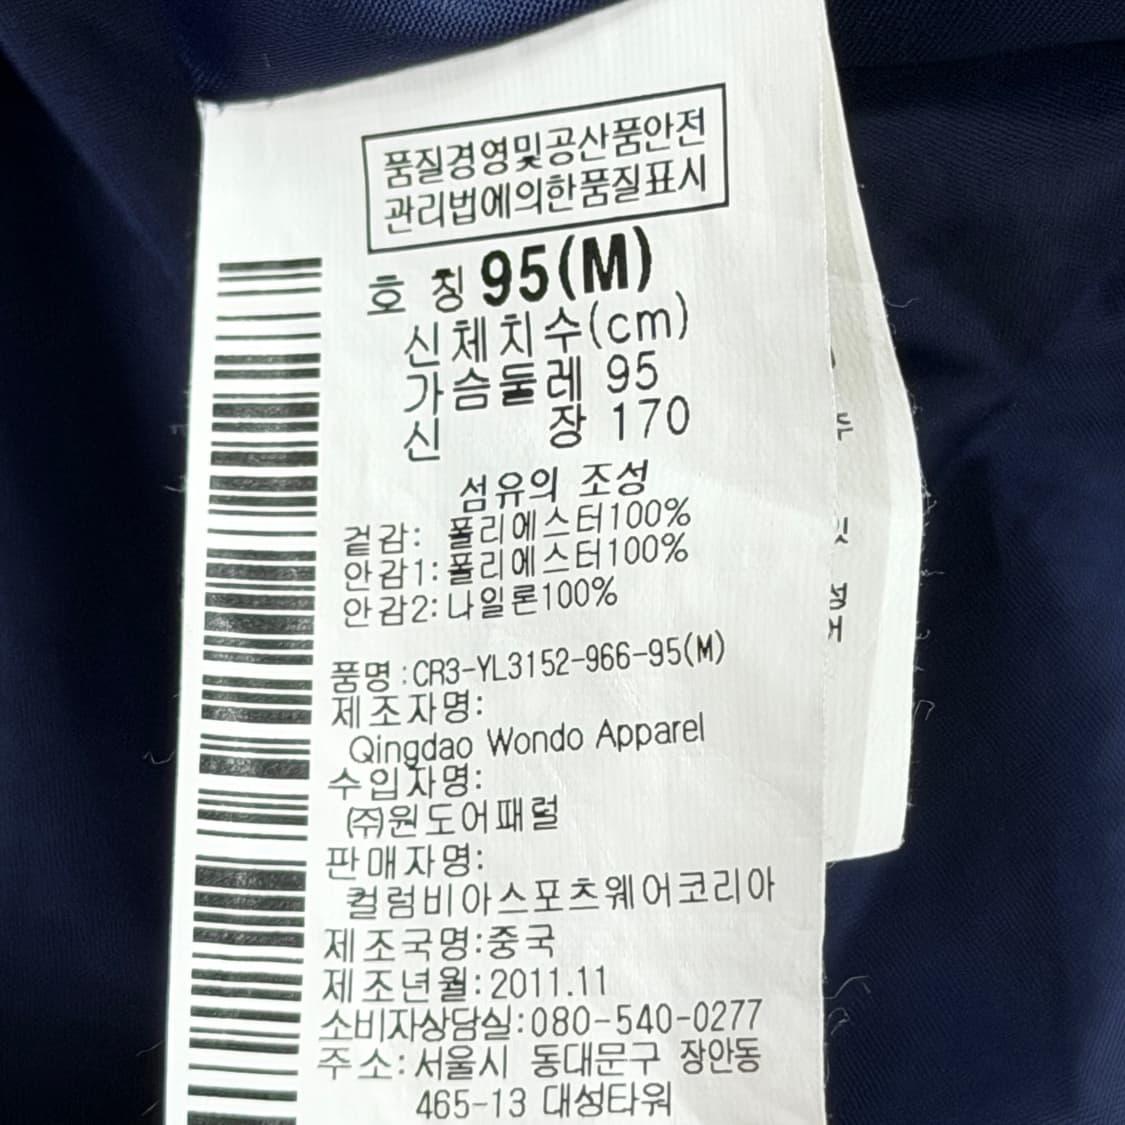 품질경영및공산품안전
관리법에의한품질표시
호 칭 95(M)
신체치수(cm)
가슴둘레 95
신 장 170
섬유의 조성
겉감: 폴리에스터100%
안감1:폴리에스터100%
안감2:나일론100%
품명:CR3-YL3152-966-95(M)
제조자명:
Qingdao Wondo Apparel
수입자명:
㈜원도어패럴
판매자명:
컬럼비아스포츠웨어코리아
제조국명:중국
제조년월:2011.11
소비자상담실:080-540-0277
주소:서울시 동대문구 장안동
465-13 대성타워